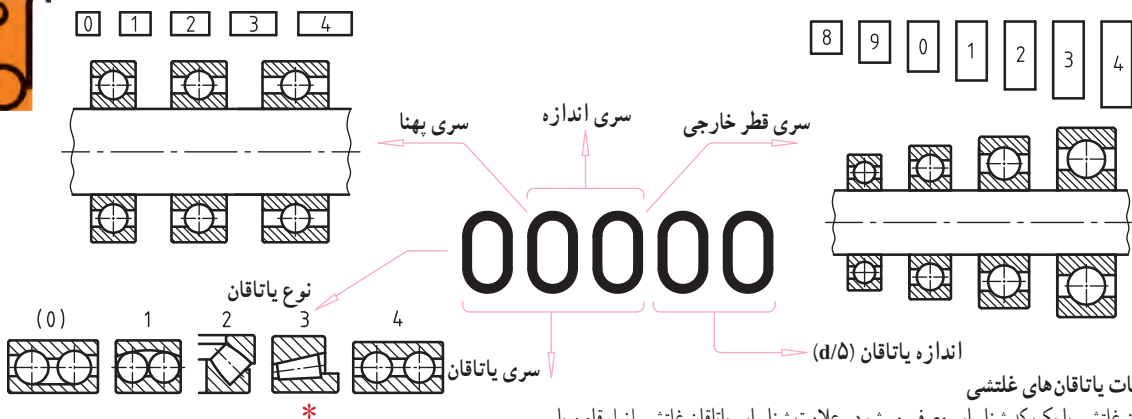 0 1 2 3 4
8 9 0 1 2 3 4
سری پهنا
سری اندازه
سری قطر خارجی
00000
نوع یاتاقان
(0) 1 2 3 4
*
سری یاتاقان
اندازه یاتاقان (d/۵)
یاتاقان‌های غلتشی